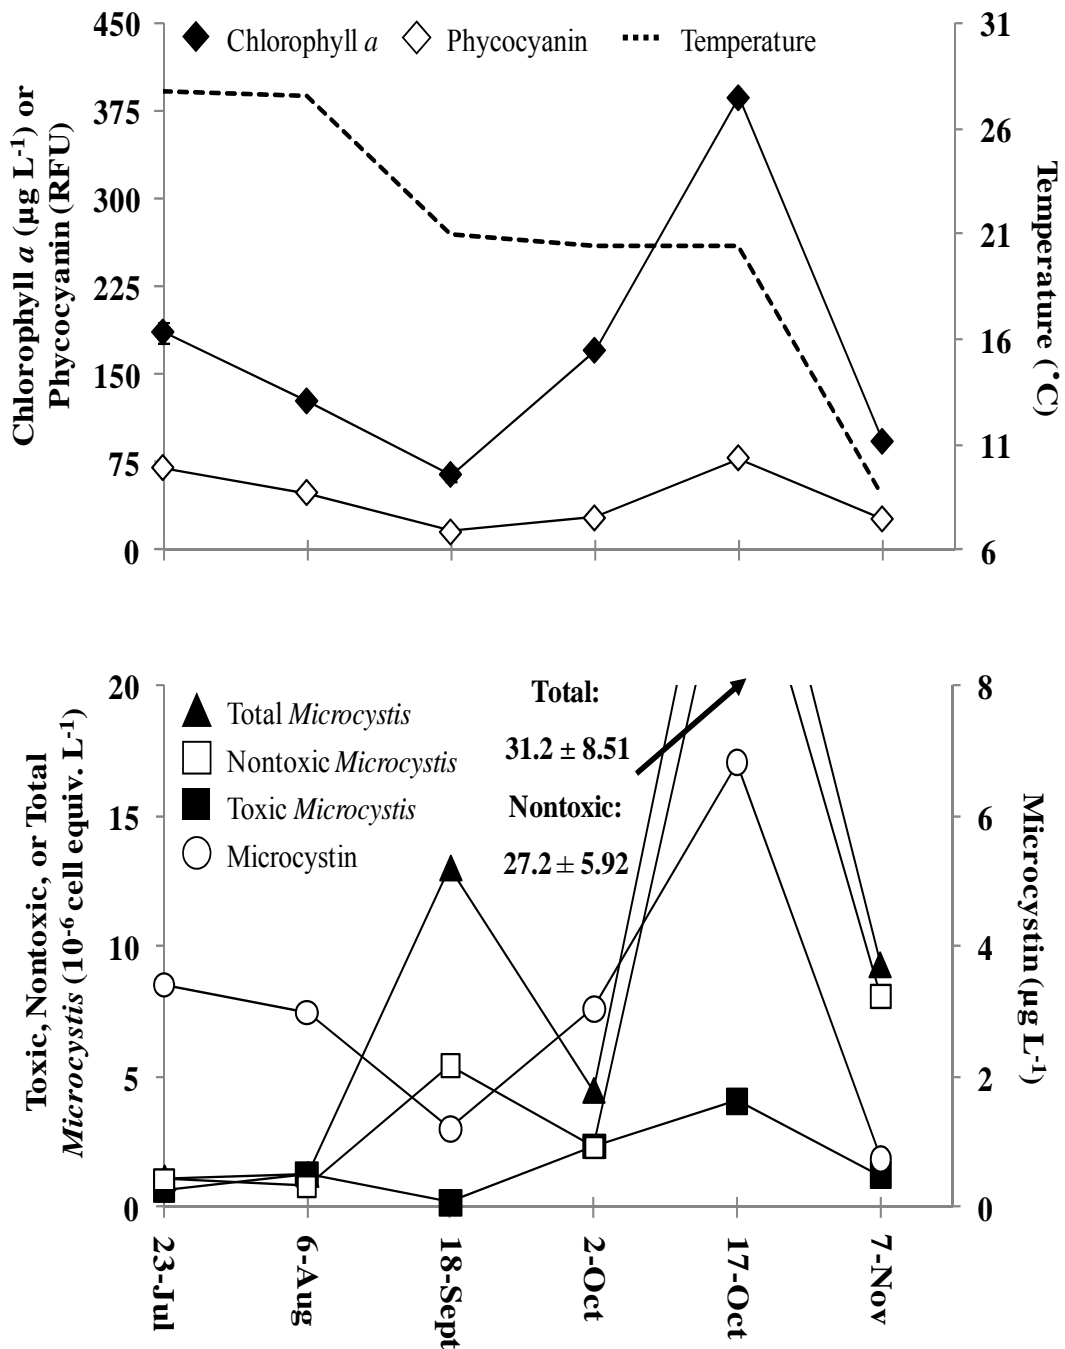 Chlorophyll a (µg L-1) or
Phycocyanin (RFU)
450
375
300
225
150
75
0
Chlorophyll a
Phycocyanin
Temperature
31
26
21
16
11
6
Temperature (˚C)
Toxic, Nontoxic, or Total
Microcystis (10-6 cell equiv. L-1)
20
15
10
5
0
Total Microcystis
Nontoxic Microcystis
Toxic Microcystis
Microcystin
Total:
31.2 ± 8.51
Nontoxic:
27.2 ± 5.92
8
6
4
2
0
Microcystin (µg L-1)
23-Jul
6-Aug
18-Sept
2-Oct
17-Oct
7-Nov